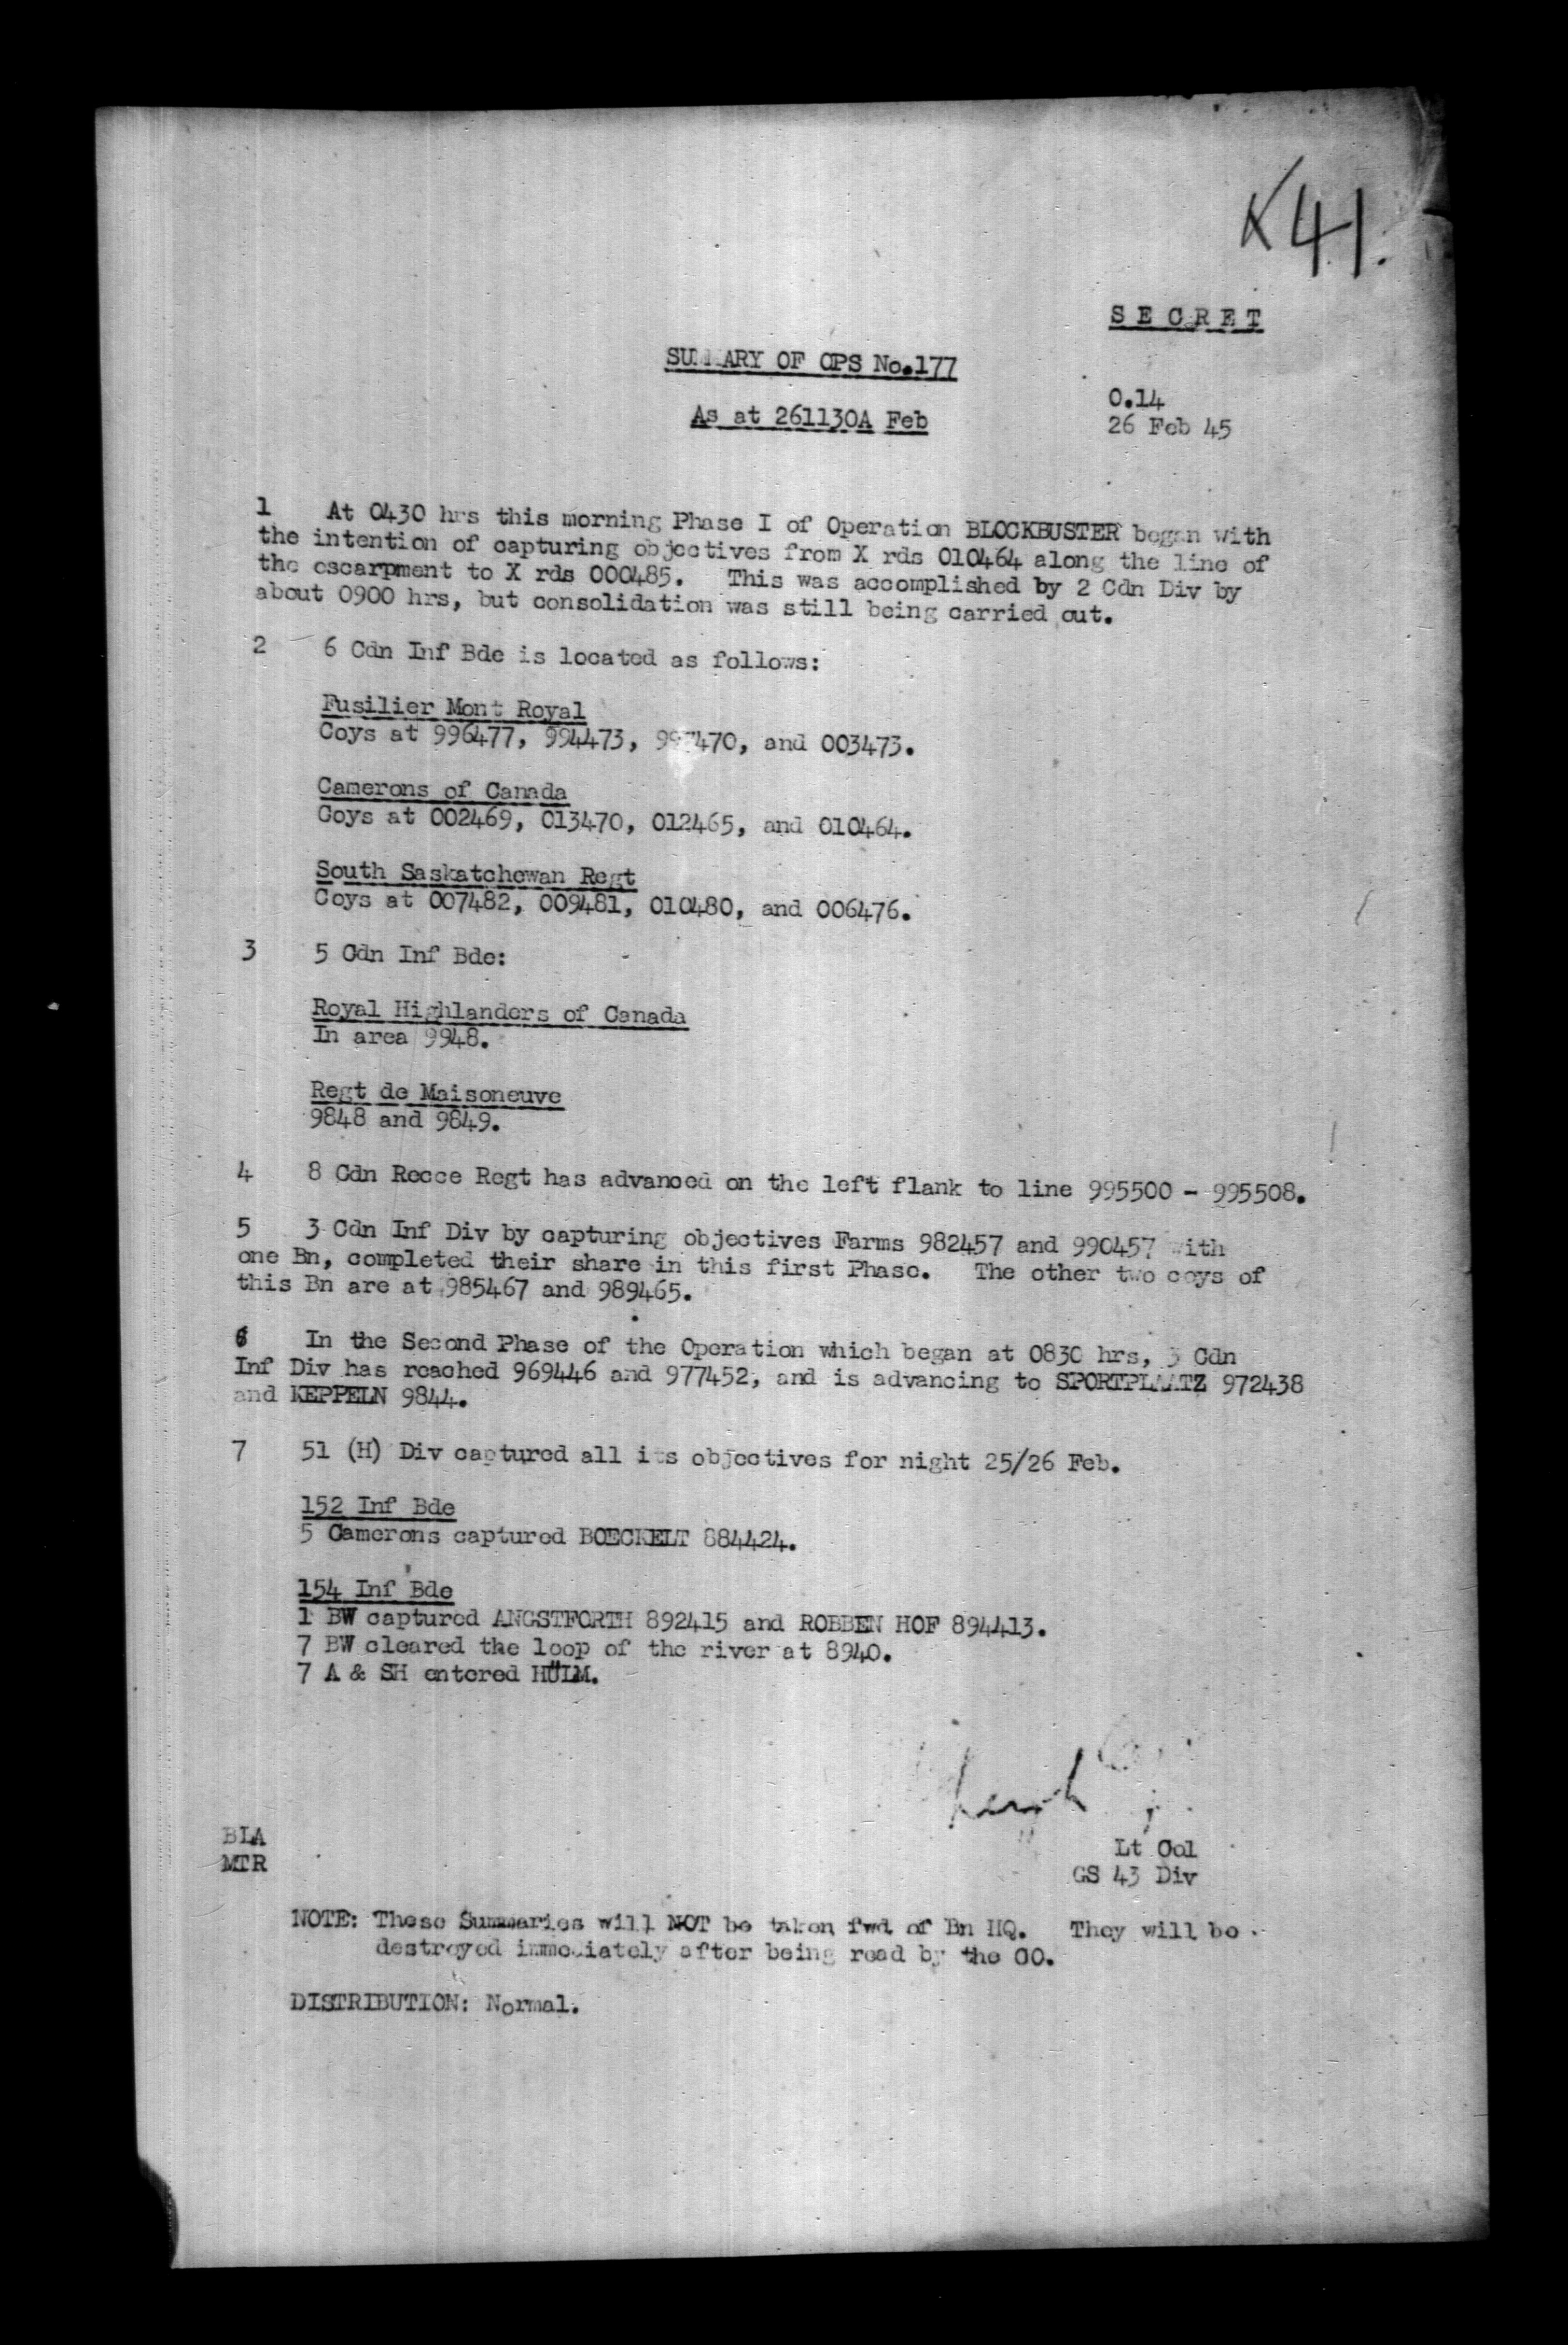 K41.
S E C R E T
SUMMARY OF OPS No.177
As at 261130A Feb
0.14
26 Feb 45
1 At 0430 hrs this morning Phase I of Operation BLOCKBUSTER began with
the intention of capturing objectives from X rds 010464 along the line of
the escarpment to X rds 000485. This was accomplished by 2 Cdn Div by
about 0900 hrs, but consolidation was still being carried out.
2 6 Cdn Inf Bde is located as follows:
Fusilier Mont Royal
Coys at 996477, 994473, and 003473.
Camerons of Canada
Coys at 002469, 013470, 012465, and 010464.
South Saskatchewan Regt
Coys at 007482, 009481, 010480, and 006476.
3 5 Cdn Inf Bde:
Royal Highlanders of Canada
In area 9948.
Regt de Maisoneuve
9848 and 9849.
4 8 Cdn Recce Regt has advanced on the left flank to line 995500 - 995508.
5 3 Cdn Inf Div by capturing objectives Farms 982457 and 990457 with
one Bn, completed their share in this first Phase. The other two coys of
this Bn are at 985467 and 989465.
6 In the Second Phase of the Operation which began at 0830 hrs, 3 Cdn
Inf Div has reached 969446 and 977452, and is advancing to SPORTPLAATZ 972438
and KEPPELN 9844.
7 51 (H) Div captured all its objectives for night 25/26 Feb.
152 Inf Bde
5 Camerons captured BOECKELT 884424.
154 Inf Bde
1 BW captured ANGSTFORTH 892415 and ROBBEN HOF 894413.
7 BW cleared the loop of the river at 8940.
7 A & SH entered HÜLM.
Lt Col
GS 43 Div
BLA
MTR
NOTE: These Summaries will NOT be taken fwd of Bn HQ. They will be
destroyed immediately after being read by the CO.
DISTRIBUTION: Normal.